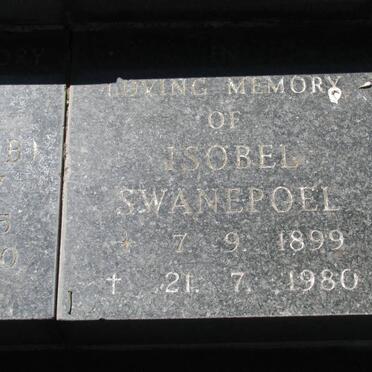 LOVING MEMORY
OF
ISOBEL
SWANEPOEL
* 7. 9. 1899
† 21. 7. 1980